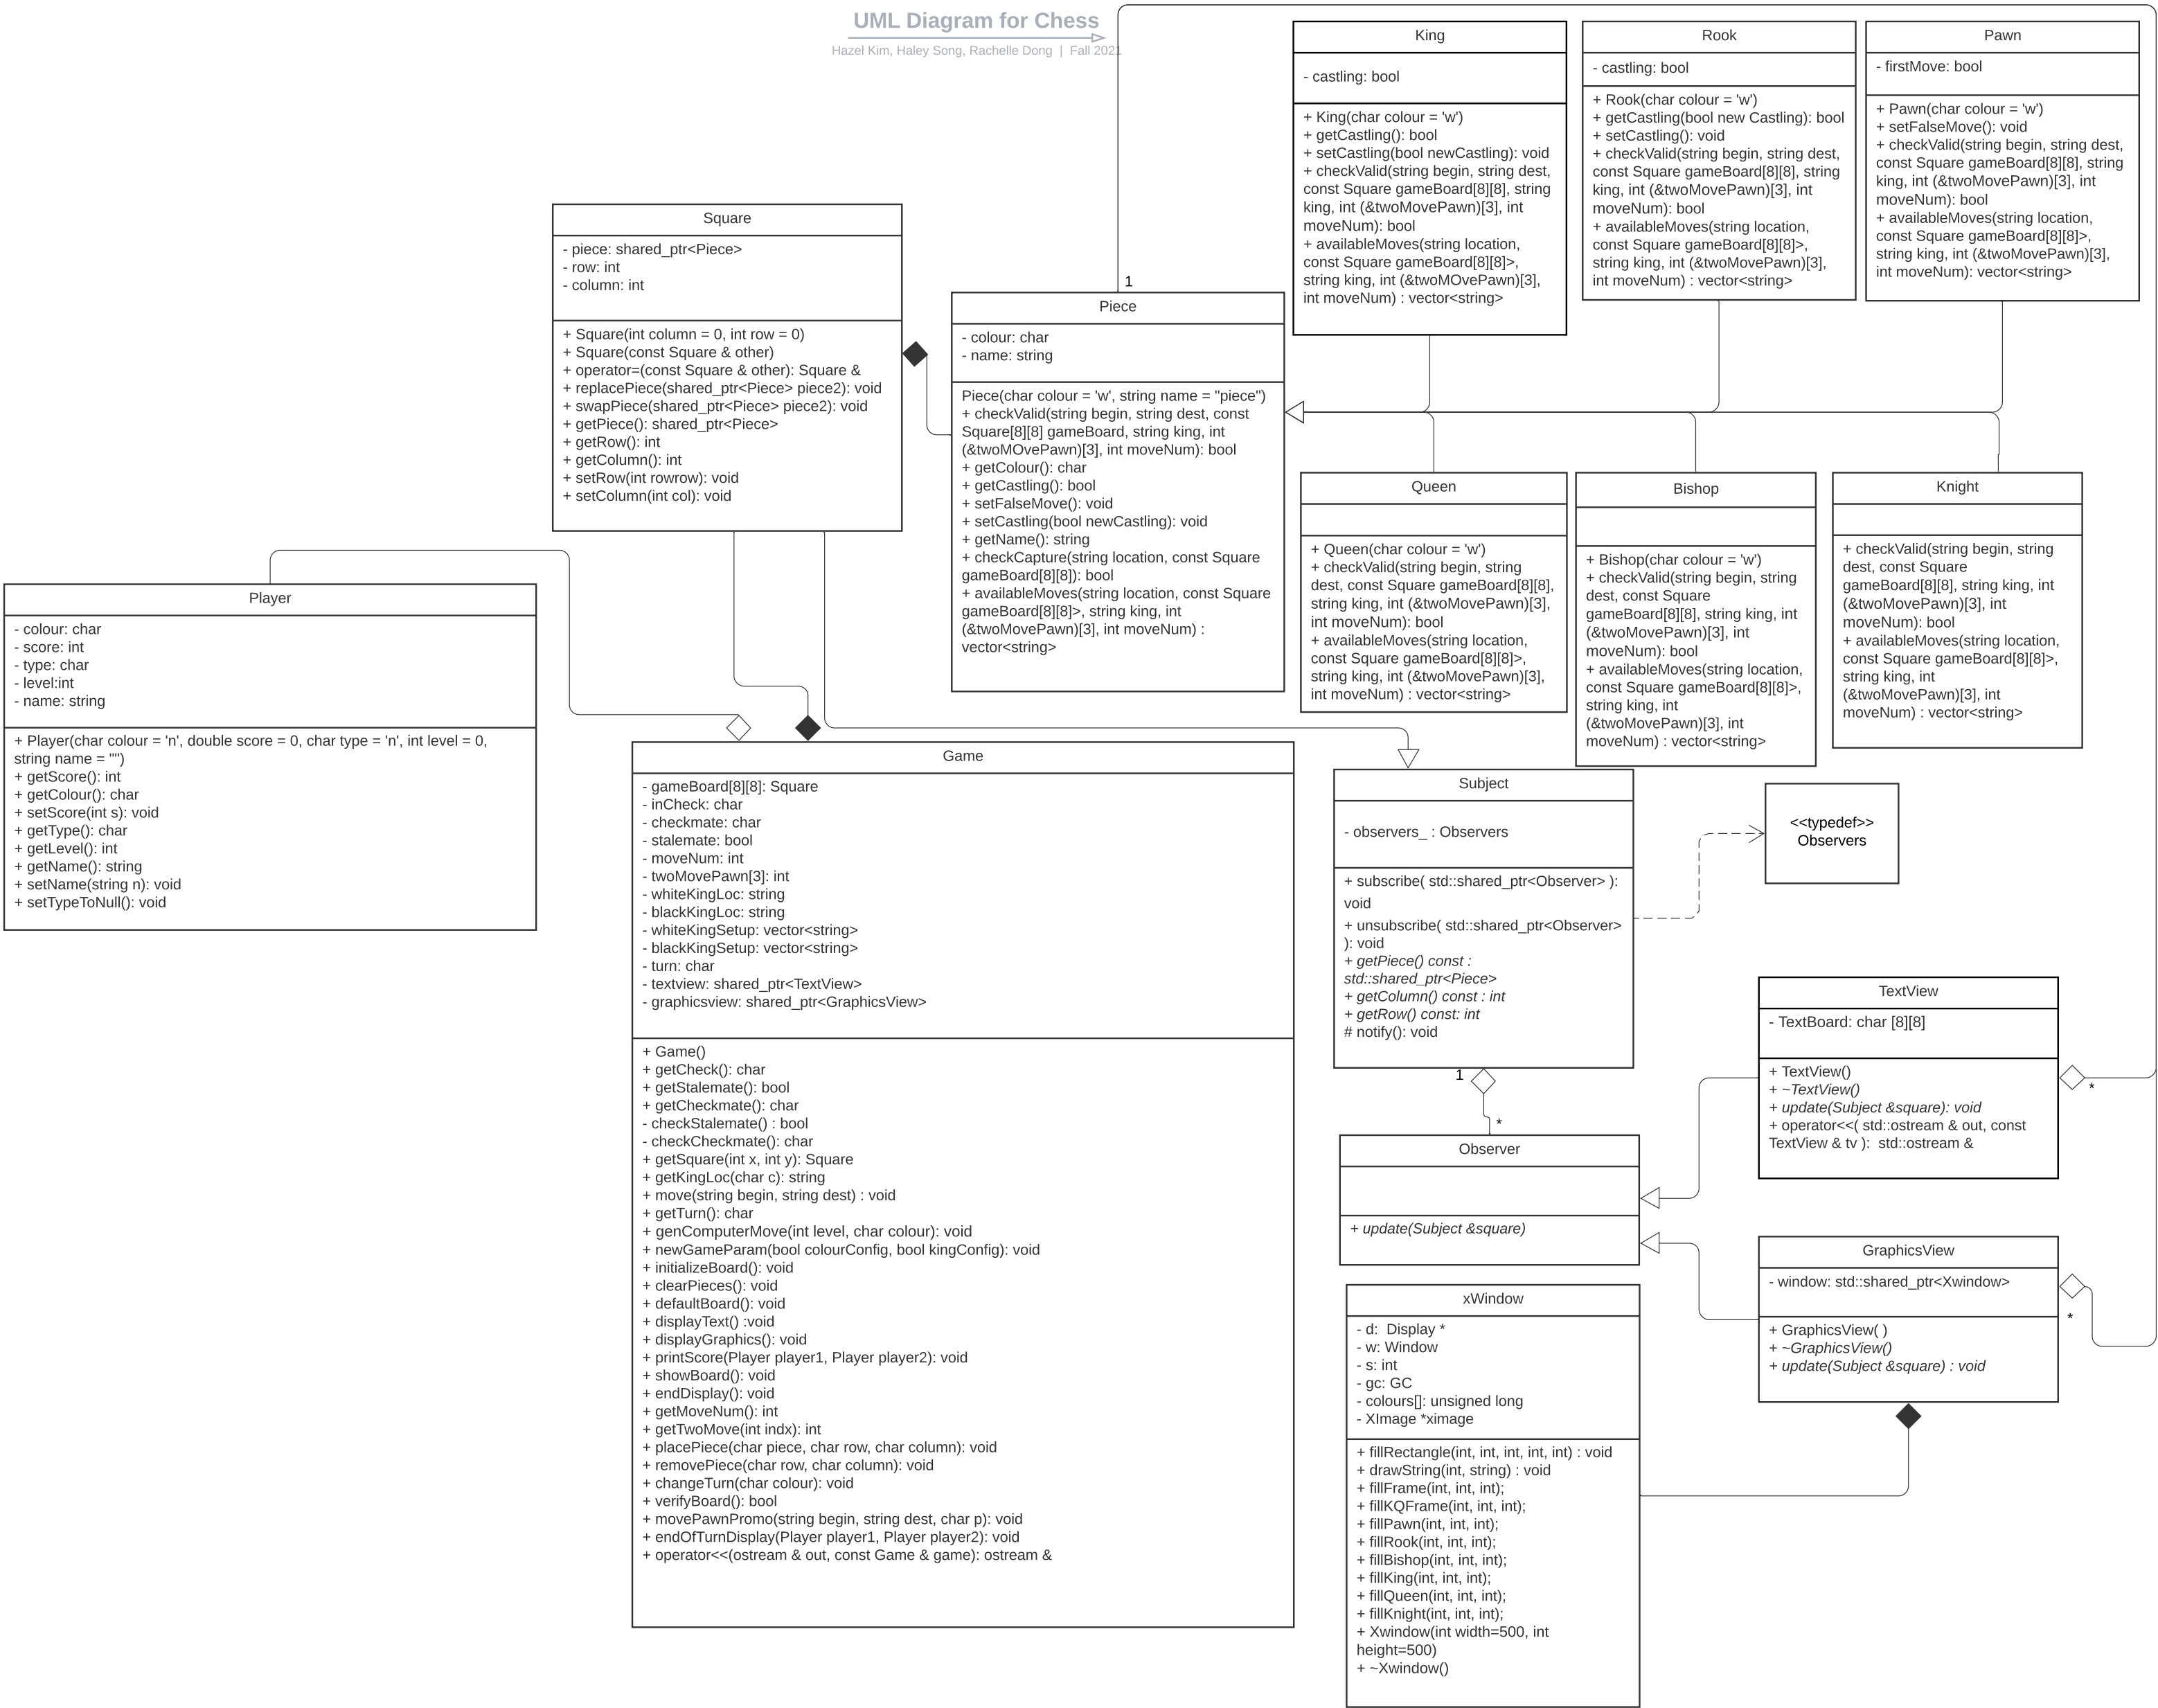 UML Diagram for Chess
Hazel Kim, Haley Song, Rachelle Dong | Fall 2021
King
- castling: bool
+ King(char colour = 'w')
+ getCastling(): bool
+ setCastling(bool newCastling): void
+ checkValid(string begin, string dest,
const Square gameBoard[8][8], string
king, int (&twoMovePawn)[3], int
moveNum): bool
+ availableMoves(string location,
const Square gameBoard[8][8]>,
string king, int (&twoMOvePawn)[3],
int moveNum) : vector<string>
Rook
- castling: bool
+ Rook(char colour = 'w')
+ getCastling(bool new Castling): bool
+ setCastling(): void
+ checkValid(string begin, string dest,
const Square gameBoard[8][8], string
king, int (&twoMOvePawn)[3], int
moveNum): bool
+ availableMoves(string location,
const Square gameBoard[8][8]>,
string king, int (&twoMovePawn)[3],
int moveNum) : vector<string>
Pawn
- firstMove: bool
+ Pawn(char colour = 'w')
+ setFalseMove(): void
+ checkValid(string begin, string dest,
const Square gameBoard[8][8], string
king, int (&twoMOvePawn)[3], int
moveNum): bool
+ availableMoves(string location,
const Square gameBoard[8][8]>,
string king, int (&twoMovePawn)[3],
int moveNum): vector<string>
Square
- piece: shared_ptr<Piece>
- row: int
- column: int
+ Square(int column = 0, int row = 0)
+ Square(const Square & other)
+ operator=(const Square & other): Square &
+ replacePiece(shared_ptr<Piece> piece2): void
+ swapPiece(shared_ptr<Piece> piece2): void
+ getPiece(): shared_ptr<Piece>
+ getRow(): int
+ getColumn(): int
+ setRow(int rowrow): void
+ setColumn(int col): void
1
Piece
- colour: char
- name: string
Piece(char colour = 'w', string name = "piece")
+ checkValid(string begin, string dest, const
Square[8][8] gameBoard, string king, int
(&twoMOvePawn)[3], int moveNum): bool
+ getColour(): char
+ getCastling(): bool
+ setFalseMove(): void
+ setCastling(bool newCastling): void
+ getName(): string
+ checkCapture(string location, const Square
gameBoard[8][8]): bool
+ availableMoves(string location, const Square
gameBoard[8][8]>, string king, int
(&twoMovePawn)[3], int moveNum) :
vector<string>
Queen
+ Queen(char colour = 'w')
+ checkValid(string begin, string
dest, const Square gameBoard[8][8],
string king, int (&twoMovePawn)[3],
int moveNum): bool
+ availableMoves(string location,
const Square gameBoard[8][8]>,
string king, int (&twoMovePawn)[3],
int moveNum) : vector<string>
Bishop
+ Bishop(char colour = 'w')
+ checkValid(string begin, string
dest, const Square
gameBoard[8][8], string king, int
(&twoMovePawn)[3], int
moveNum): bool
+ availableMoves(string location,
const Square gameBoard[8][8]>,
string king, int
(&twoMovePawn)[3], int
moveNum) : vector<string>
Knight
+ checkValid(string begin, string
dest, const Square
gameBoard[8][8], string king, int
(&twoMovePawn)[3], int
moveNum): bool
+ availableMoves(string location,
const Square gameBoard[8][8]>,
string king, int
(&twoMovePawn)[3], int
moveNum) : vector<string>
Player
- colour: char
- score: int
- type: char
- level:int
- name: string
+ Player(char colour = 'n', double score = 0, char type = 'n', int level = 0,
string name = "")
+ getScore(): int
+ getColour(): char
+ setScore(int s): void
+ getType(): char
+ getLevel(): int
+ getName(): string
+ setName(string n): void
+ setTypeToNull(): void
Game
- gameBoard[8][8]: Square
- inCheck: char
- checkmate: char
- stalemate: bool
- moveNum: int
- twoMovePawn[3]: int
- whiteKingLoc: string
- blackKingLoc: string
- whiteKingSetup: vector<string>
- blackKingSetup: vector<string>
- turn: char
- textview: shared_ptr<TextView>
- graphicsview: shared_ptr<GraphicsView>
+ Game()
+ getCheck(): char
+ getStalemate(): bool
+ getCheckmate(): char
- checkStalemate() : bool
- checkCheckmate(): char
+ getSquare(int x, int y): Square
+ getKingLoc(char c): string
+ move(string begin, string dest) : void
+ getTurn(): char
+ genComputerMove(int level, char colour): void
+ newGameParam(bool colourConfig, bool kingConfig): void
+ initializeBoard(): void
+ clearPieces(): void
+ defaultBoard(): void
+ displayText() :void
+ displayGraphics(): void
+ printScore(Player player1, Player player2): void
+ showBoard(): void
+ endDisplay(): void
+ getMoveNum(): int
+ getTwoMove(int indx): int
+ placePiece(char piece, char row, char column): void
+ removePiece(char row, char column): void
+ changeTurn(char colour): void
+ verifyBoard(): bool
+ movePawnPromo(string begin, string dest, char p): void
+ endOfTurnDisplay(Player player1, Player player2): void
+ operator<<(ostream & out, const Game & game): ostream &
Subject
- observers_ : Observers
+ subscribe( std::shared_ptr<Observer> ):
void
+ unsubscribe( std::shared_ptr<Observer>
): void
+ getPiece() const :
std::shared_ptr<Piece>
+ getColumn() const : int
+ getRow() const: int
# notify(): void
<<typedef>>
Observers
1
*
Observer
+ update(Subject &square)
TextView
- TextBoard: char [8][8]
+ TextView()
+ ~TextView()
+ update(Subject &square): void
+ operator<<( std::ostream & out, const
TextView & tv ): std::ostream &
*
GraphicsView
- window: std::shared_ptr<Xwindow>
+ GraphicsView( )
+ ~GraphicsView()
+ update(Subject &square) : void
*
xWindow
- d: Display *
- w: Window
- s: int
- gc: GC
- colours[]: unsigned long
- XImage *ximage
+ fillRectangle(int, int, int, int, int) : void
+ drawString(int, string) : void
+ fillFrame(int, int, int);
+ fillKQFrame(int, int, int);
+ fillPawn(int, int, int);
+ fillRook(int, int, int);
+ fillBishop(int, int, int);
+ fillKing(int, int, int);
+ fillQueen(int, int, int);
+ fillKnight(int, int, int);
+ Xwindow(int width=500, int
height=500)
+ ~Xwindow()